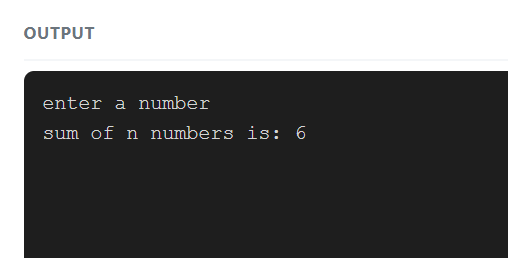 OUTPUT
enter a number
sum of n numbers is: 6